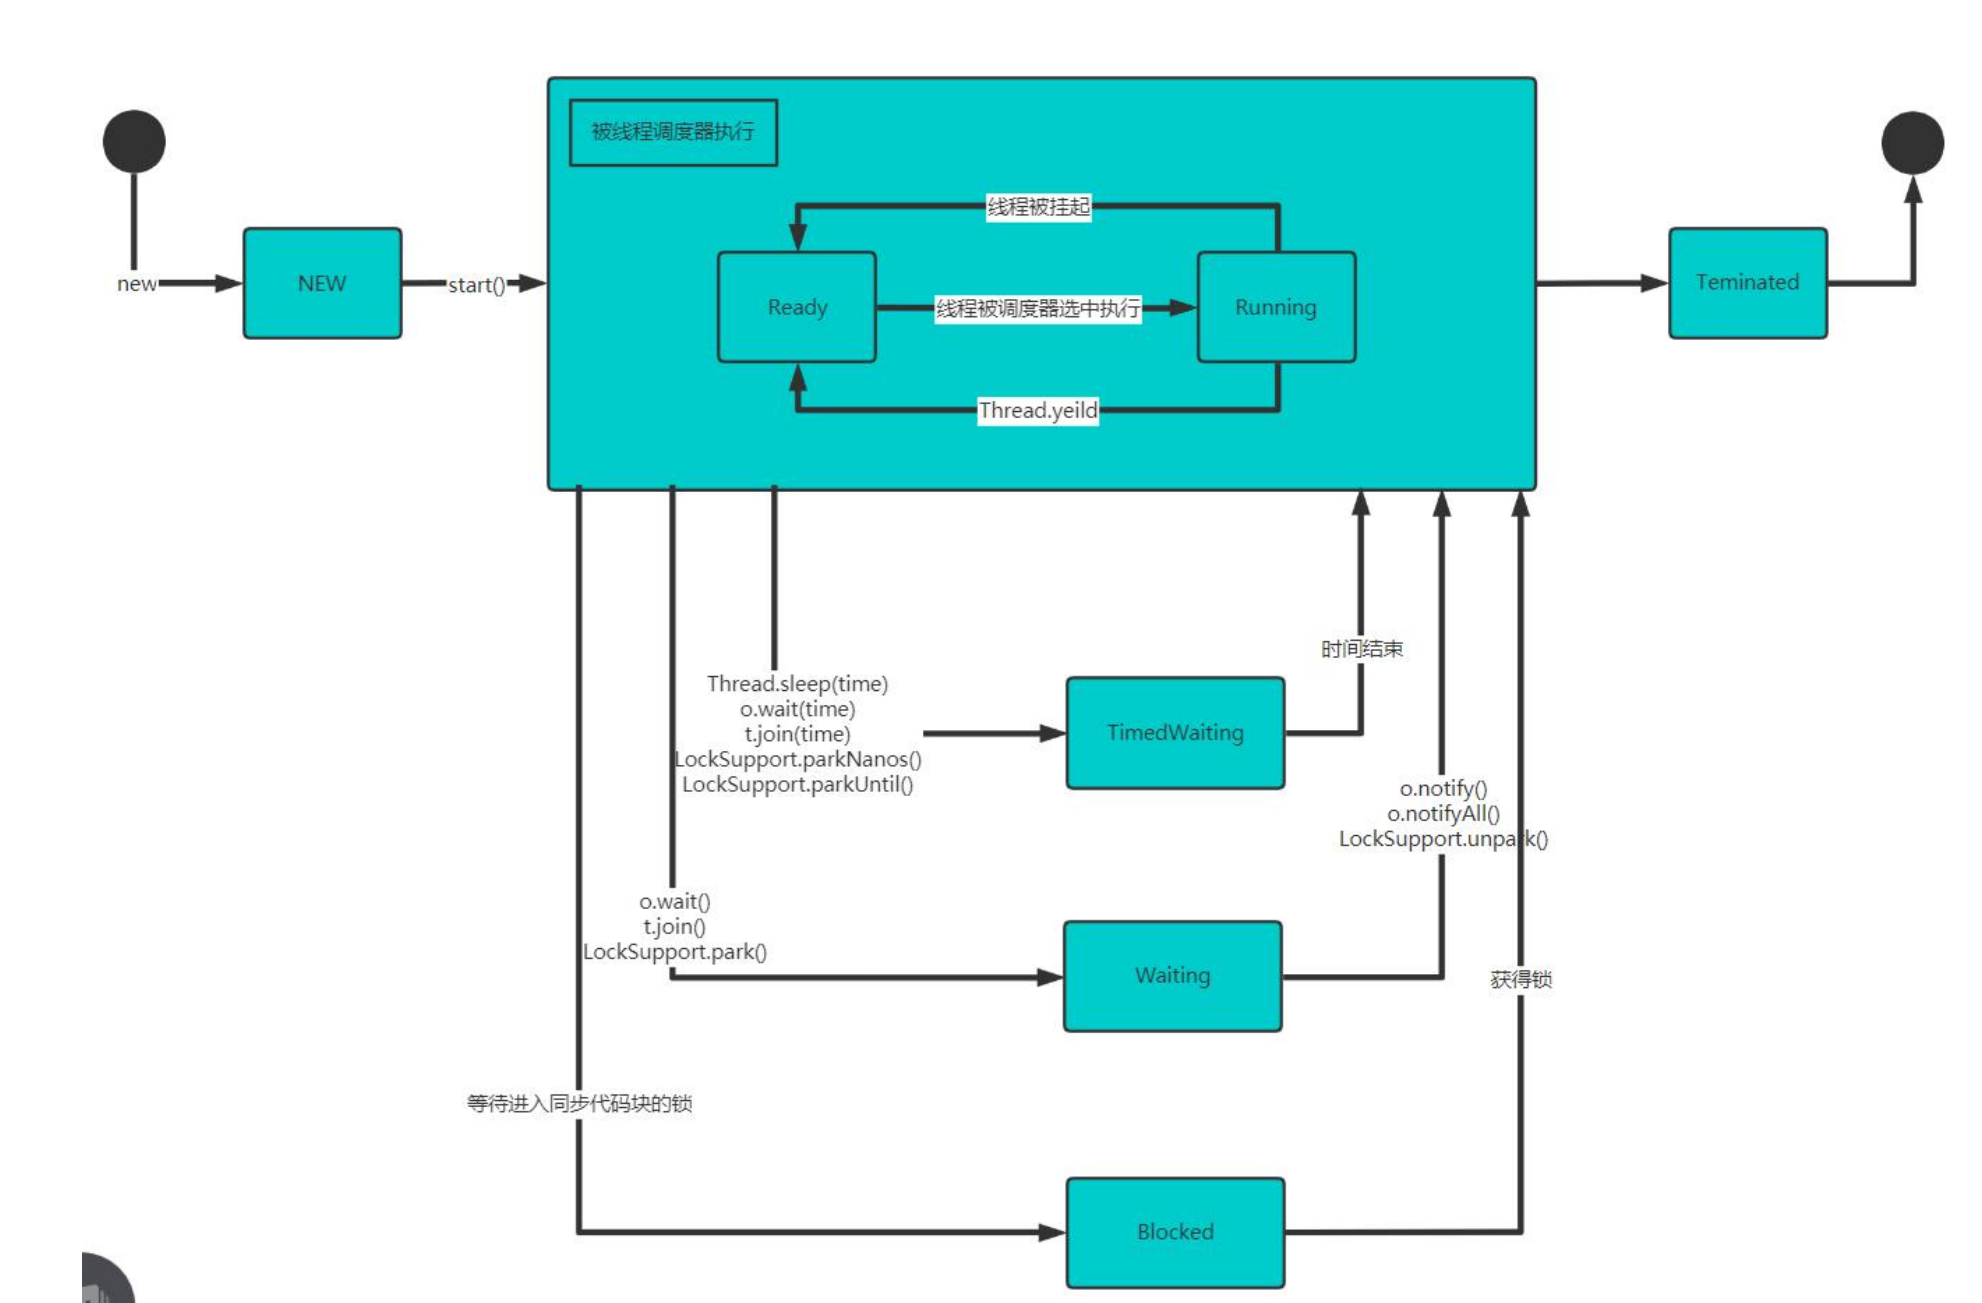 被线程调度器执行
线程被挂起
new
NEW
start()
Ready
线程被调度器选中执行
Running
Teminated
Thread.yeild
时间结束
Thread.sleep(time)
o.wait(time)
t.join(time)
LockSupport.parkNanos()
LockSupport.parkUntil()
TimedWaiting
o.notify()
o.notifyAll()
LockSupport.unpark()
o.wait()
t.join()
LockSupport.park()
Waiting
获得锁
等待进入同步代码块的锁
Blocked